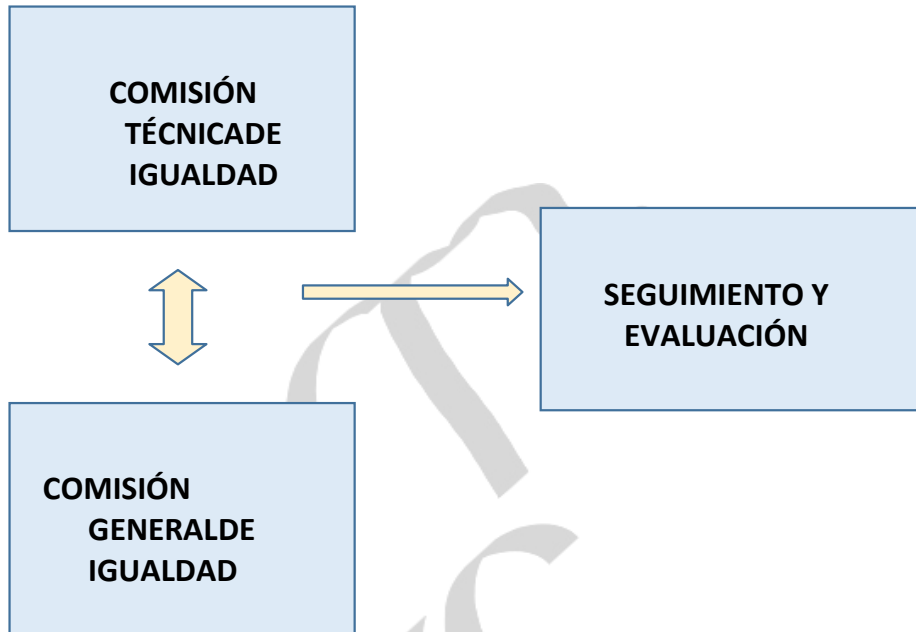 COMISIÓN
TÉCNICADE
IGUALDAD
SEGUIMIENTO Y
EVALUACIÓN
COMISIÓN
GENERALDE
IGUALDAD